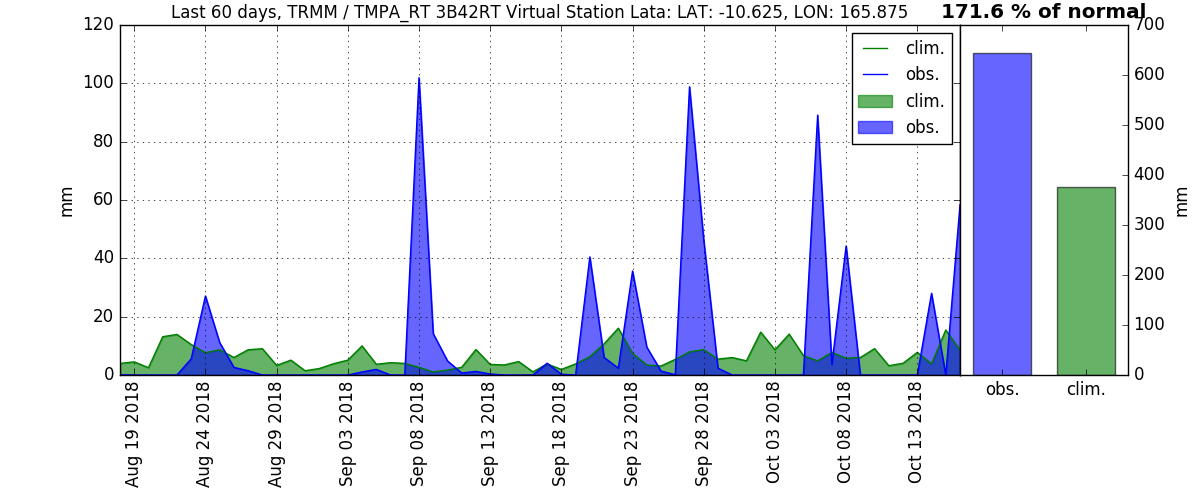 Last 60 days, TRMM / TMPA_RT 3B42RT Virtual Station Lata: LAT: -10.625, LON: 165.875
171.6 % of normal
120
100
80
60
40
20
0
mm
clim.
obs.
clim.
obs.
700
600
500
400
300
200
100
0
mm
obs.
clim.
Aug 19 2018
Aug 24 2018
Aug 29 2018
Sep 03 2018
Sep 08 2018
Sep 13 2018
Sep 18 2018
Sep 23 2018
Sep 28 2018
Oct 03 2018
Oct 08 2018
Oct 13 2018